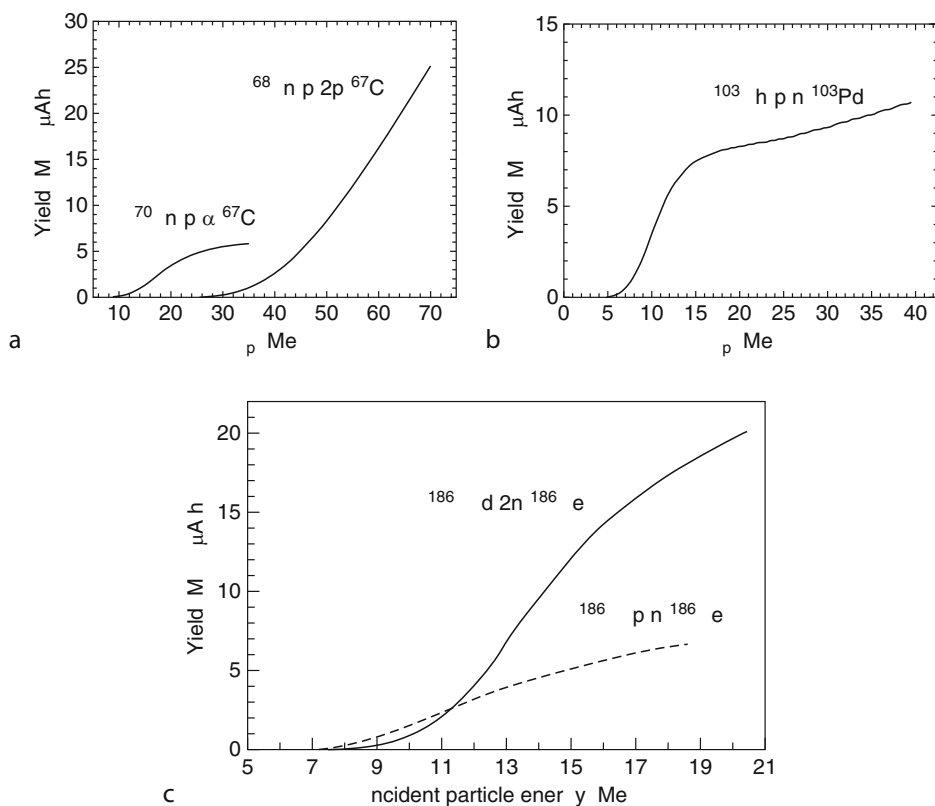 30
25
20
15
10
5
0
Yield M µAh
68 n p 2p 67C
70 n p α 67C
10 20 30 40 50 60 70
p Me
a
15
10
5
0
Yield M µAh
103 h p n 103Pd
0 5 10 15 20 25 30 35 40
p Me
b
20
15
10
5
0
Yield M µA h
186 d 2n 186 e
186 p n 186 e
5 7 9 11 13 15 17 19 21
ncident particle ener y Me
c